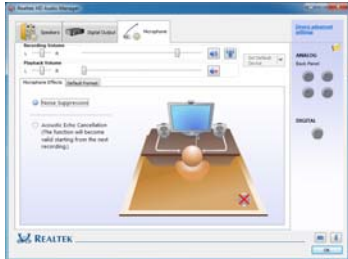 Realtek HD Audio Manager
Speakers
Digital Output
Microphone
Device advanced
settings
Recording Volume
L
R
Set Default
Device
ANALOG
Back Panel
Playback Volume
L
R
Microphone Effects
Default Format
Noise Suppression
Acoustic Echo Cancellation
(The function will become
valid starting from the next
recording.)
DIGITAL
REALTEK
OK